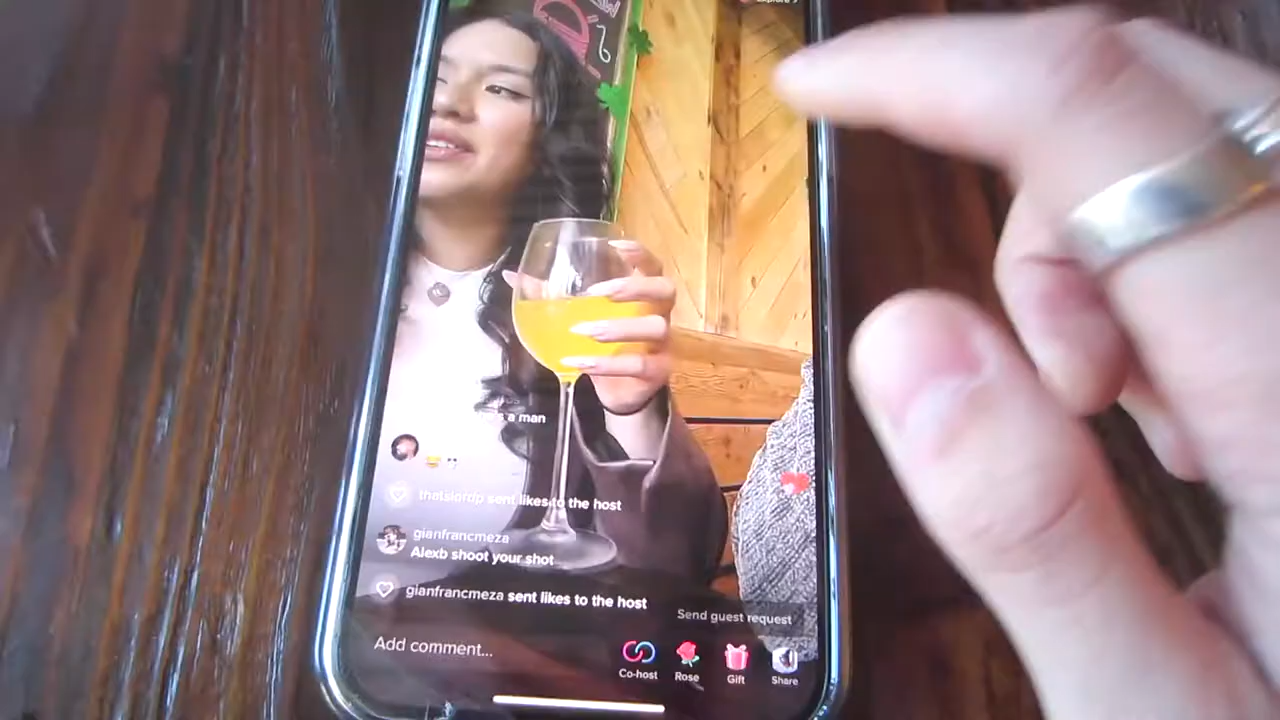 s a man
thatslordp sent likes to the host
gianfrancmeza
Alexb shoot your shot
gianfrancmeza sent likes to the host
Send guest request
Add comment...
Co-host
Rose
Gift
Share